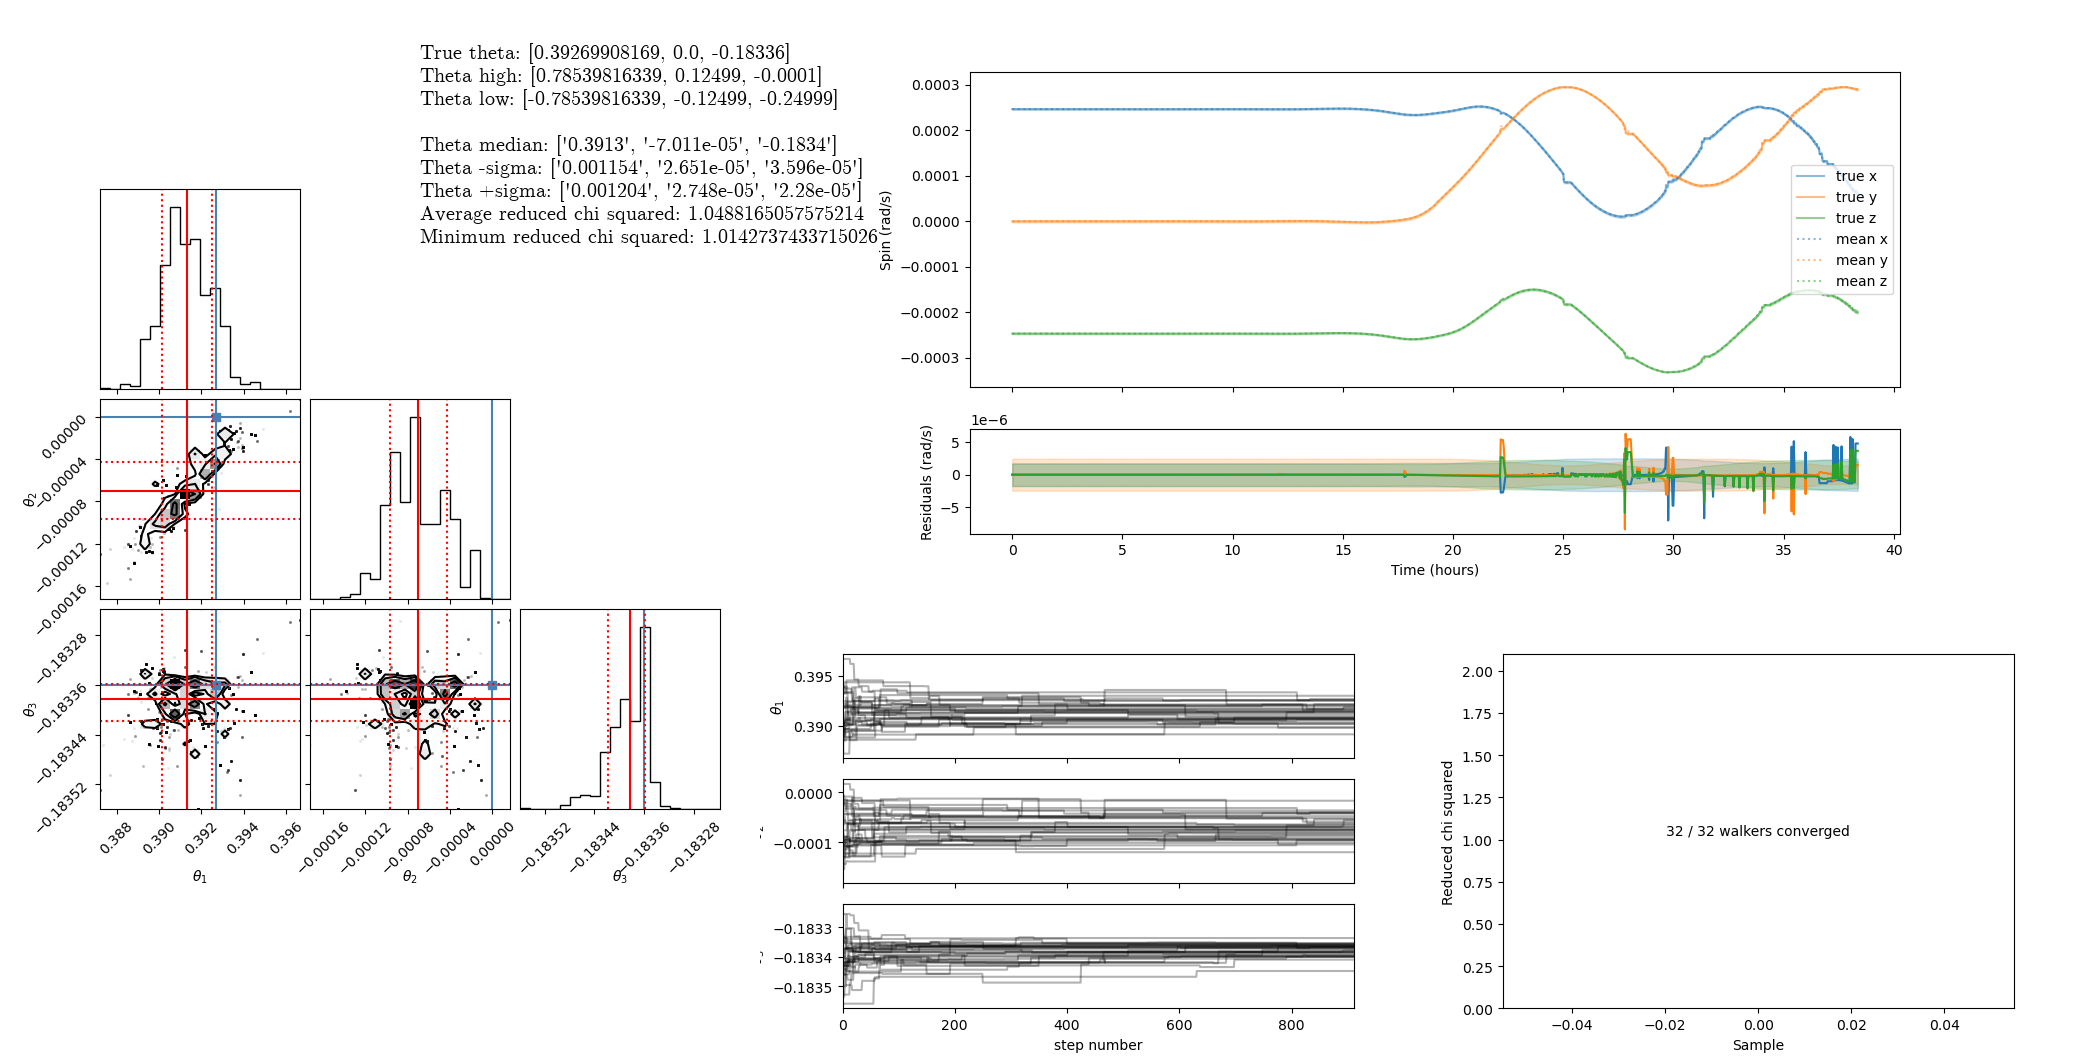 True theta: [0.39269908169, 0.0, -0.18336]
Theta high: [0.78539816339, 0.12499, -0.0001]
Theta low: [-0.78539816339, -0.12499, -0.24999]
Theta median: ['0.3913', '-7.011e-05', '-0.1834']
Theta -sigma: ['0.001154', '2.651e-05', '3.596e-05']
Theta +sigma: ['0.001204', '2.748e-05', '2.28e-05']
Average reduced chi squared: 1.0488165057575214
Minimum reduced chi squared: 1.0142737433715026
0.0003
0.0002
0.0001
0.0000
−0.0001
−0.0002
−0.0003
Spin (rad/s)
true x
true y
true z
mean x
mean y
mean z
1e−6
5
0
−5
Residuals (rad/s)
0 5 10 15 20 25 30 35 40
Time (hours)
θ2
0.00000
−0.00004
−0.00008
−0.00012
−0.00016
θ3
−0.18328
−0.18336
−0.18344
−0.18352
0.388 0.390 0.392 0.394 0.396
θ1
−0.00016 −0.00012 −0.00008 −0.00004 0.00000
θ2
−0.18352 −0.18344 −0.18336 −0.18328
θ3
θ1
0.395
0.390
0.0000
−0.0001
−0.1833
−0.1834
−0.1835
0 200 400 600 800
step number
Reduced chi squared
2.00
1.75
1.50
1.25
1.00
0.75
0.50
0.25
0.00
32 / 32 walkers converged
−0.04 −0.02 0.00 0.02 0.04
Sample